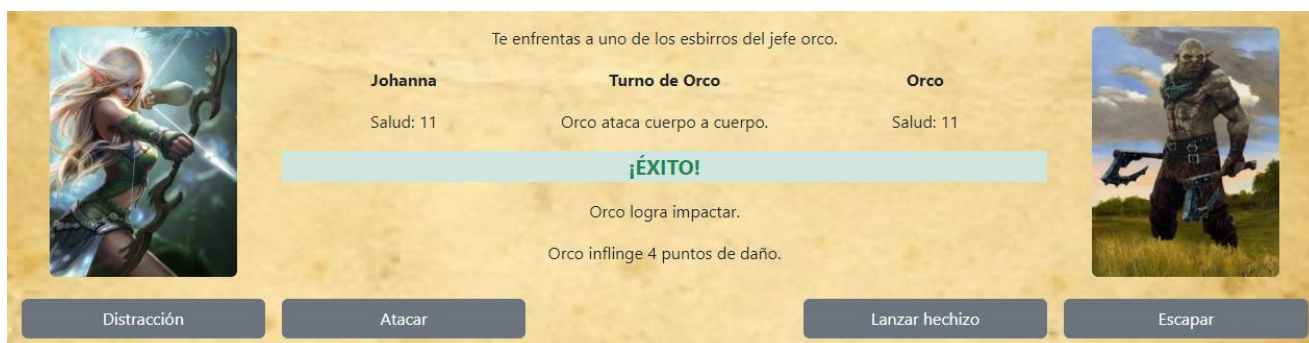 Te enfrentas a uno de los esbirros del jefe orco.
Johanna Turno de Orco Orco
Salud: 11 Orco ataca cuerpo a cuerpo. Salud: 11
¡ÉXITO!
Orco logra impactar.
Orco inflinge 4 puntos de daño.
Distracción Atacar Lanzar hechizo Escapar